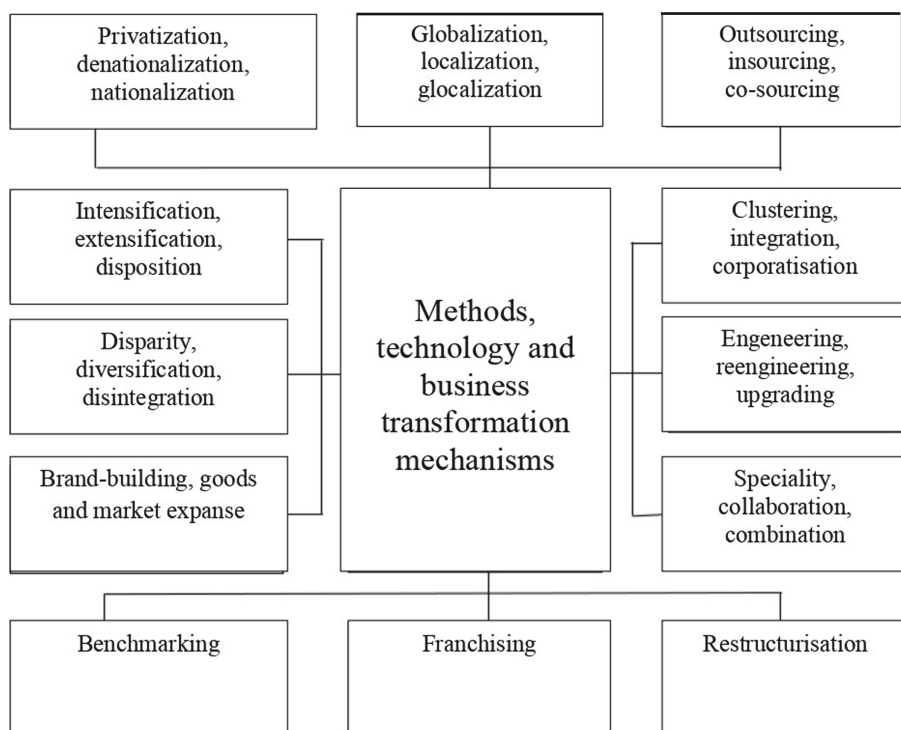 Privatization,
denationalization,
nationalization
Globalization,
localization,
glocalization
Outsourcing,
insourcing,
co-sourcing
Intensification,
extensification,
disposition
Methods,
technology and
business
transformation
mechanisms
Clustering,
integration,
corporatisation
Disparity,
diversification,
disintegration
Engeneering,
reengineering,
upgrading
Brand-building, goods
and market expanse
Speciality,
collaboration,
combination
Benchmarking
Franchising
Restructurisation